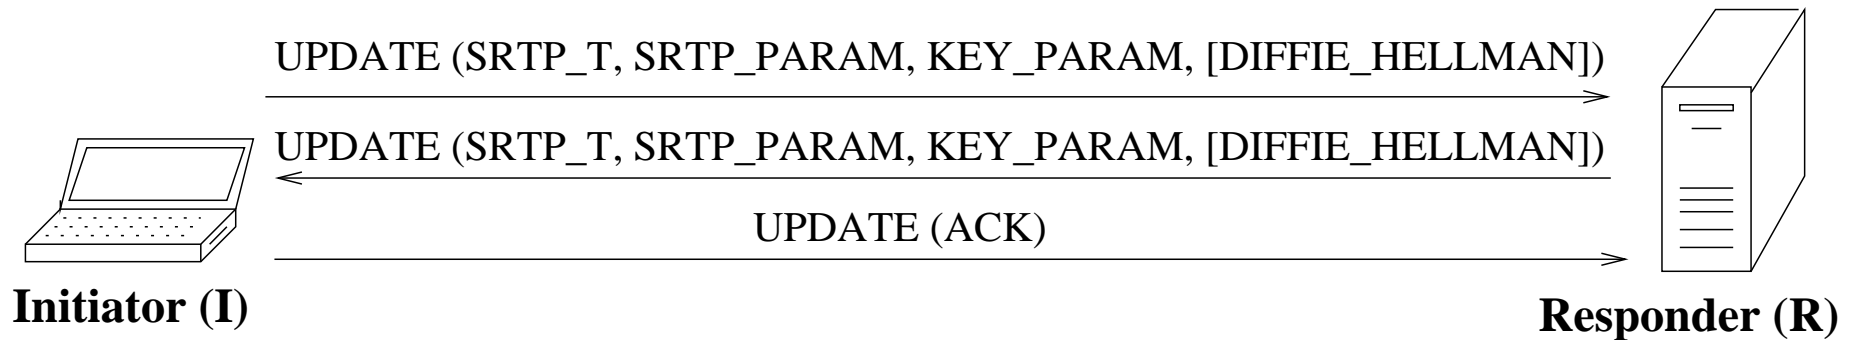 UPDATE (SRTP_T, SRTP_PARAM, KEY_PARAM, [DIFFIE_HELLMAN])
UPDATE (SRTP_T, SRTP_PARAM, KEY_PARAM, [DIFFIE_HELLMAN])
UPDATE (ACK)
Initiator (I)
Responder (R)